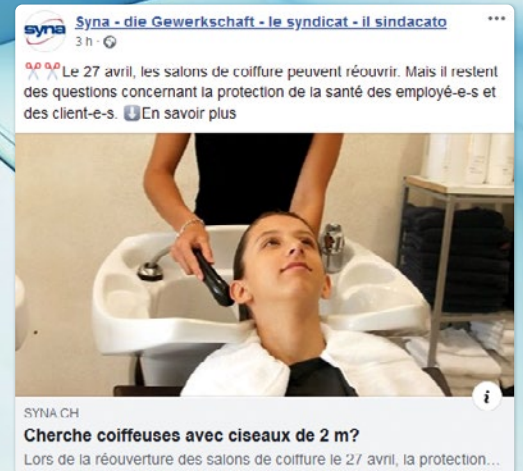 syna
Syna - die Gewerkschaft - le syndicat - il sindacato
3 h ·
Le 27 avril, les salons de coiffure peuvent réouvrir. Mais il restent
des questions concernant la protection de la santé des employé-e-s et
des client-e-s. ⬇️En savoir plus
i
SYNA.CH
Cherche coiffeuses avec ciseaux de 2 m?
Lors de la réouverture des salons de coiffure le 27 avril, la protection...